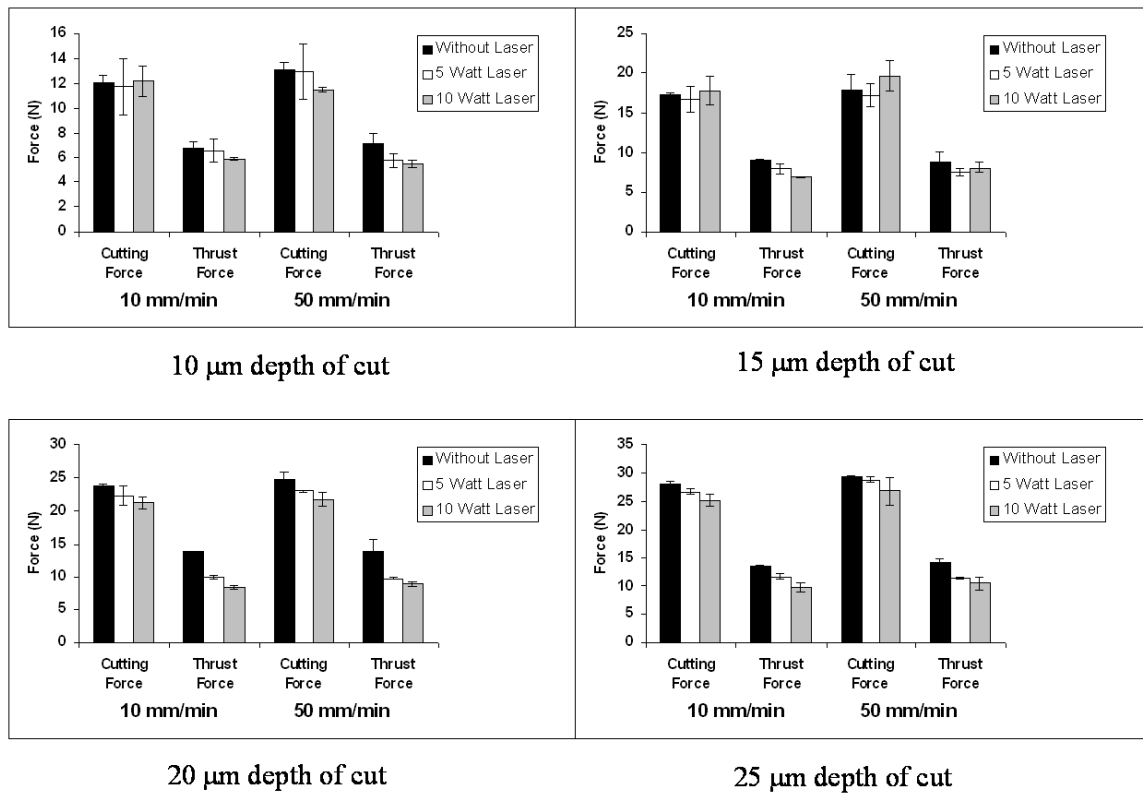 16
14
12
10
8
6
4
2
0
Force (N)
Without Laser
5 Watt Laser
10 Watt Laser
Cutting Force
Thrust Force
Cutting Force
Thrust Force
10 mm/min
50 mm/min
10 µm depth of cut
25
20
15
10
5
0
Force (N)
Without Laser
5 Watt Laser
10 Watt Laser
Cutting Force
Thrust Force
Cutting Force
Thrust Force
10 mm/min
50 mm/min
15 µm depth of cut
30
25
20
15
10
5
0
Force (N)
Without Laser
5 Watt Laser
10 Watt Laser
Cutting Force
Thrust Force
Cutting Force
Thrust Force
10 mm/min
50 mm/min
20 µm depth of cut
35
30
25
20
15
10
5
0
Force (N)
Without Laser
5 Watt Laser
10 Watt Laser
Cutting Force
Thrust Force
Cutting Force
Thrust Force
10 mm/min
50 mm/min
25 µm depth of cut